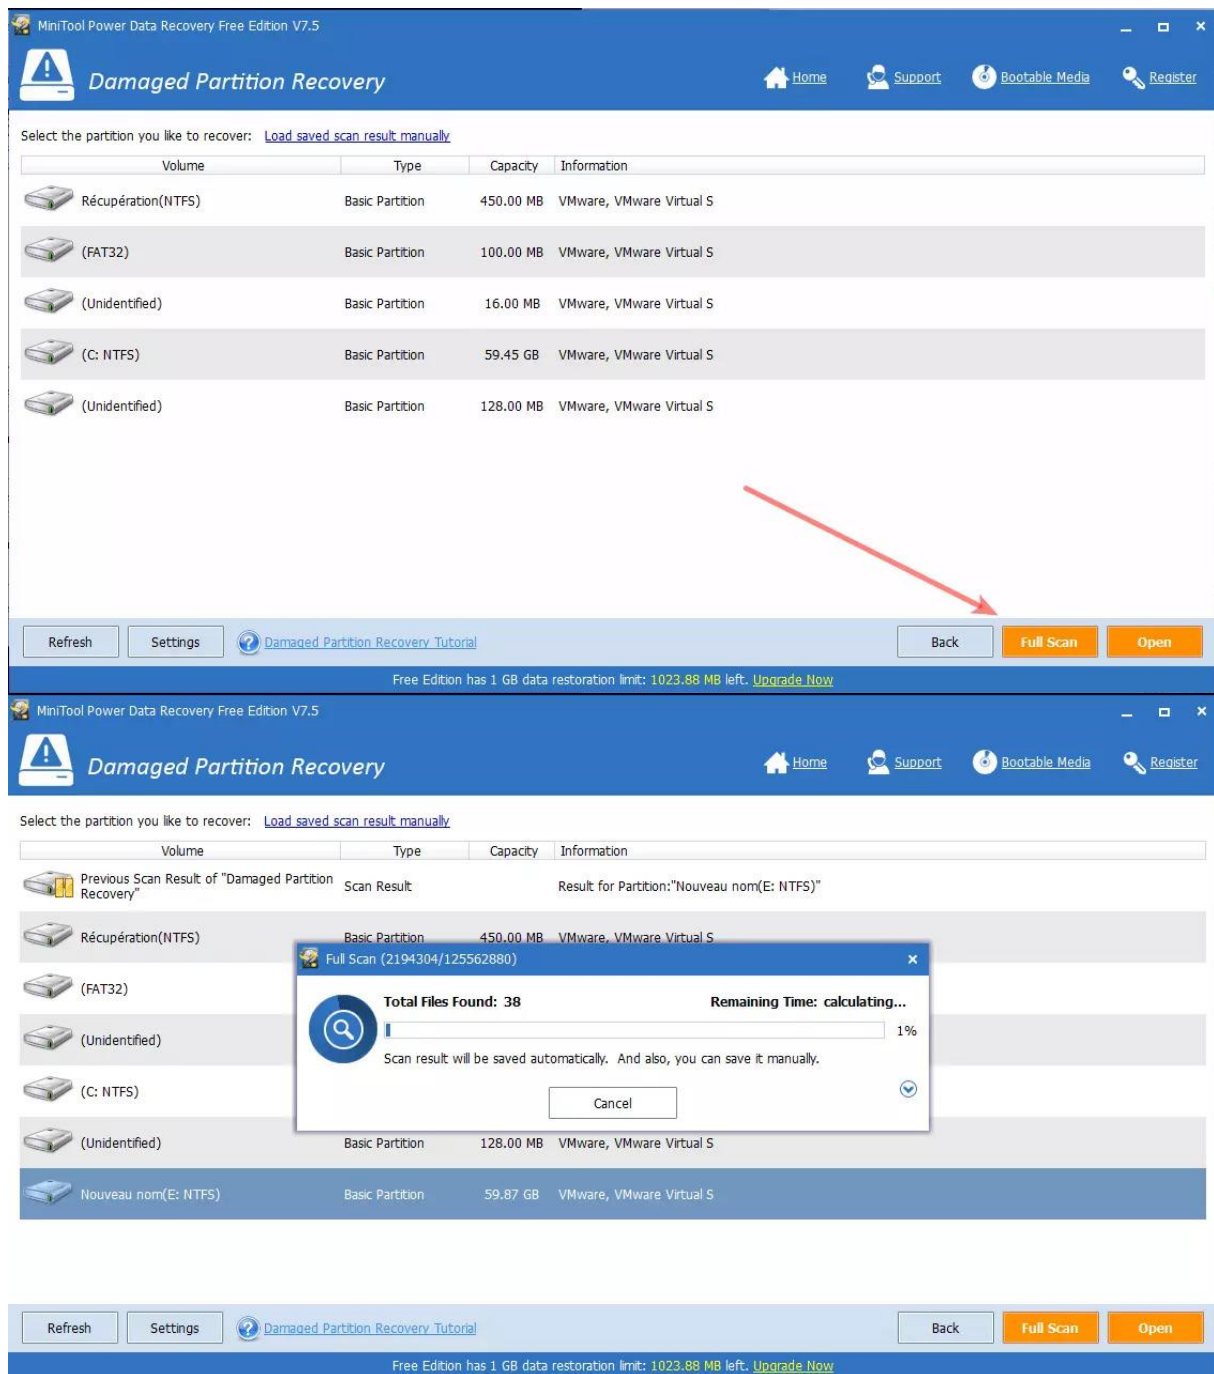 MiniTool Power Data Recovery Free Edition V7.5
Damaged Partition Recovery
Home Support Bootable Media Register
Select the partition you like to recover: Load saved scan result manually
Volume Type Capacity Information
Récupération(NTFS) Basic Partition 450.00 MB VMware, VMware Virtual S
(FAT32) Basic Partition 100.00 MB VMware, VMware Virtual S
(Unidentified) Basic Partition 16.00 MB VMware, VMware Virtual S
(C: NTFS) Basic Partition 59.45 GB VMware, VMware Virtual S
(Unidentified) Basic Partition 128.00 MB VMware, VMware Virtual S
Refresh Settings Damaged Partition Recovery Tutorial Back Full Scan Open
Free Edition has 1 GB data restoration limit: 1023.88 MB left. Upgrade Now
MiniTool Power Data Recovery Free Edition V7.5
Damaged Partition Recovery
Home Support Bootable Media Register
Select the partition you like to recover: Load saved scan result manually
Volume Type Capacity Information
Previous Scan Result of "Damaged Partition
Recovery" Scan Result Result for Partition:"Nouveau nom(E: NTFS)"
Récupération(NTFS) Basic Partition 450.00 MB VMware, VMware Virtual S
Full Scan (2194304/125562880)
(FAT32)
Total Files Found: 38 Remaining Time: calculating...
1%
(Unidentified)
Scan result will be saved automatically. And also, you can save it manually.
(C: NTFS)
Cancel
(Unidentified) Basic Partition 128.00 MB VMware, VMware Virtual S
Nouveau nom(E: NTFS) Basic Partition 59.87 GB VMware, VMware Virtual S
Refresh Settings Damaged Partition Recovery Tutorial Back Full Scan Open
Free Edition has 1 GB data restoration limit: 1023.88 MB left. Upgrade Now